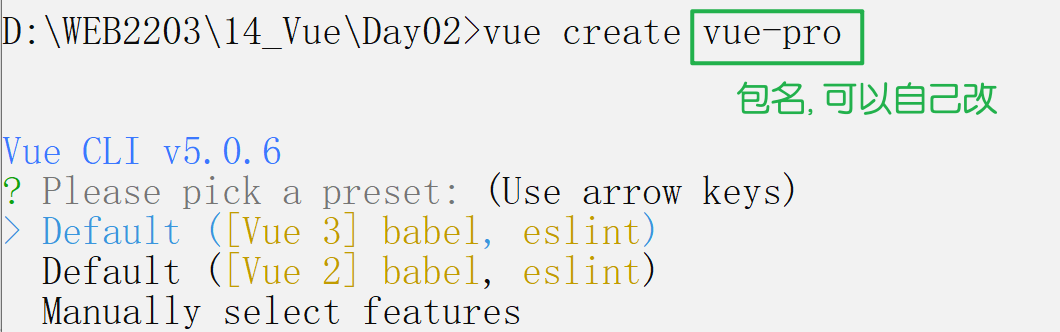 D:\WEB2203\14_Vue\Day02>vue create vue-pro
包名,可以自己改
Vue CLI v5.0.6
? Please pick a preset: (Use arrow keys)
> Default ([Vue 3] babel, eslint)
Default ([Vue 2] babel, eslint)
Manually select features